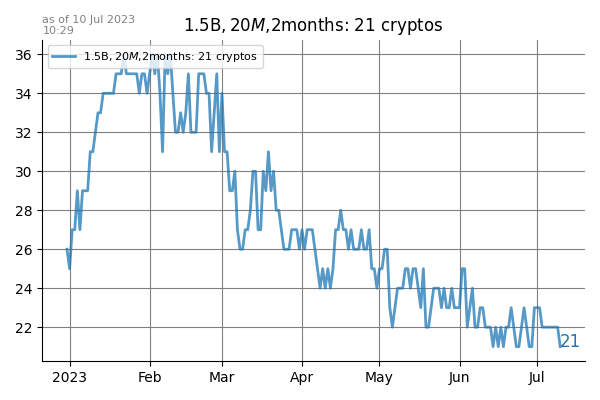 as of 10 Jul 2023
10:29
1.5B, 20M,2months: 21 cryptos
1.5B, 20M,2months: 21 cryptos
36
34
32
30
28
26
24
22
21
2023 Feb Mar Apr May Jun Jul